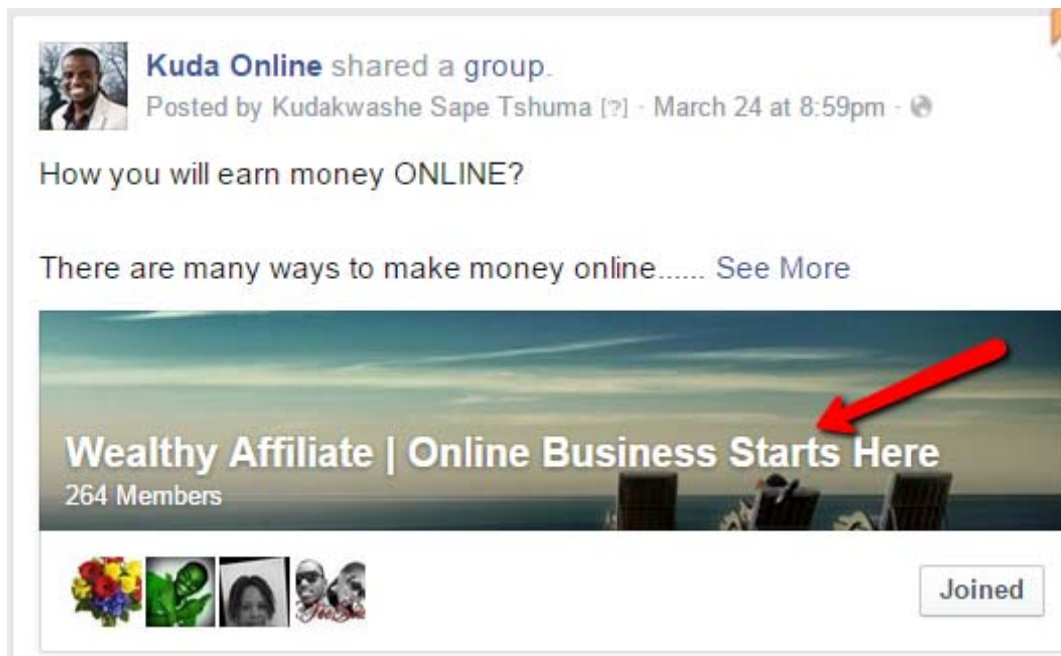 Kuda Online shared a group.
Posted by Kudakwashe Sape Tshuma [?] · March 24 at 8:59pm ·
How you will earn money ONLINE?
There are many ways to make money online...... See More
Wealthy Affiliate | Online Business Starts Here
264 Members
Joined